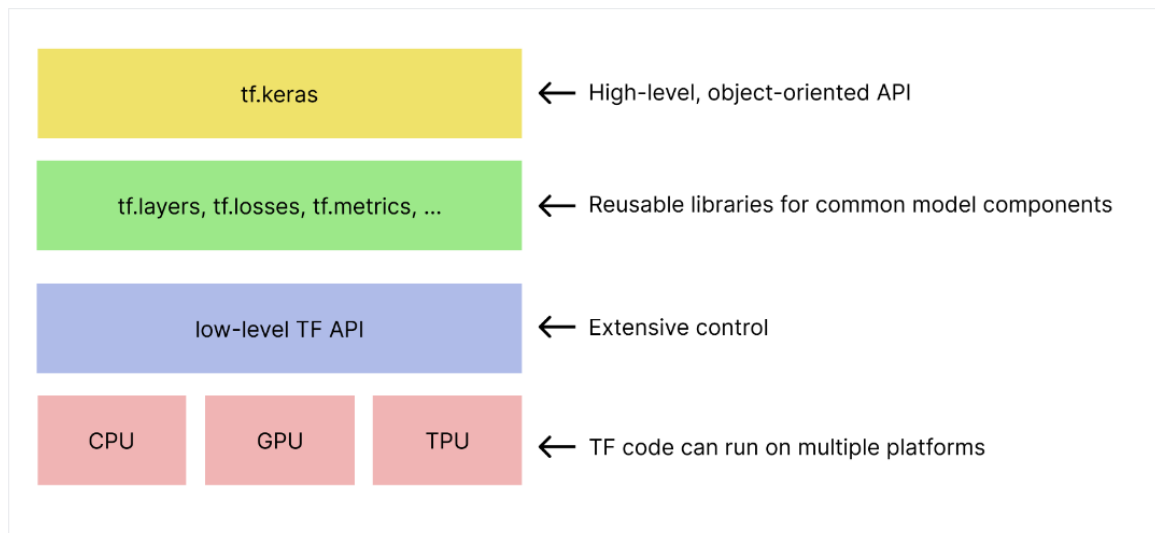 tf.keras
High-level, object-oriented API
tf.layers, tf.losses, tf.metrics, ...
Reusable libraries for common model components
low-level TF API
Extensive control
CPU
GPU
TPU
TF code can run on multiple platforms